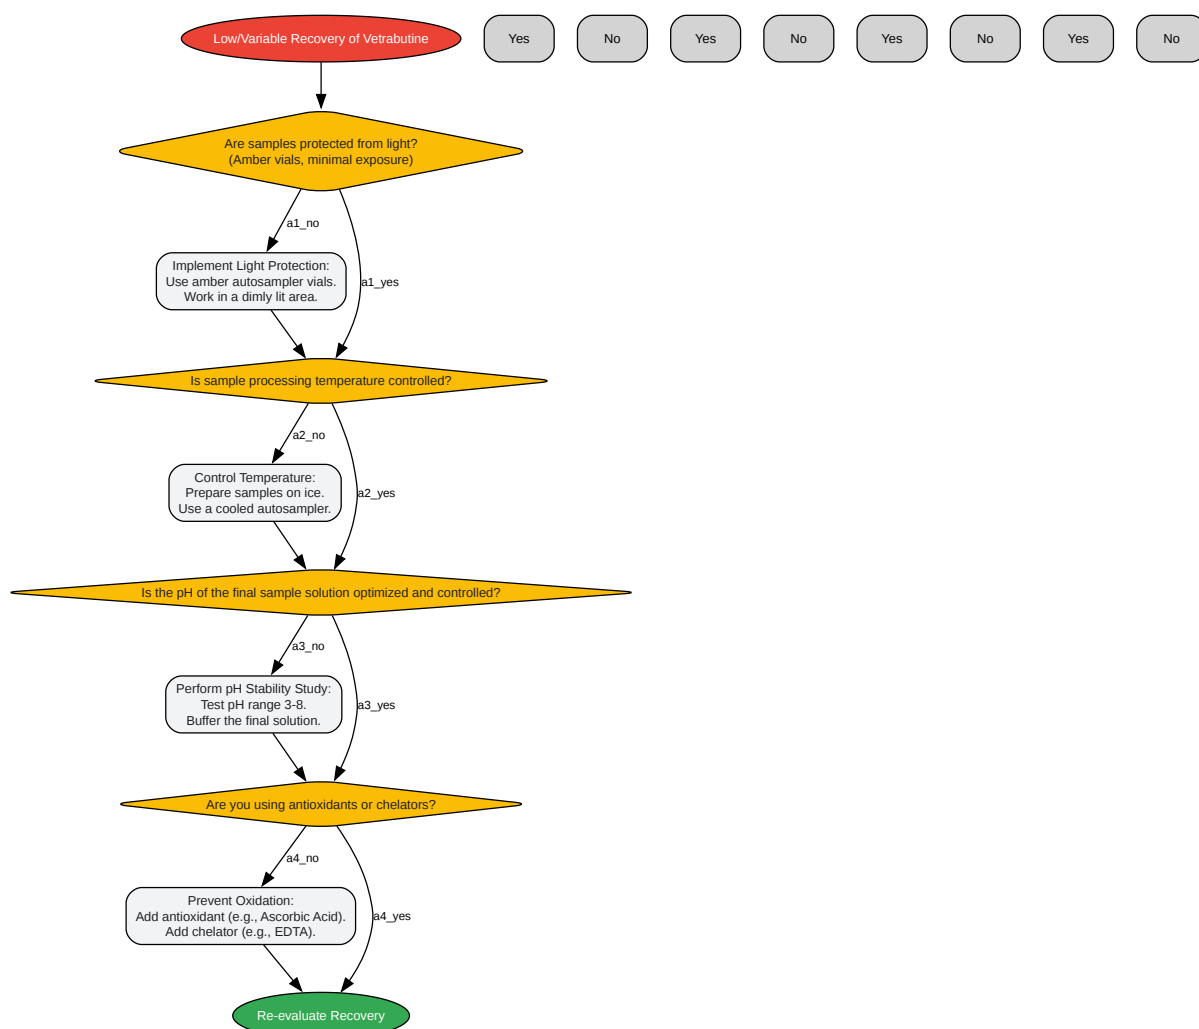 Low/Variable Recovery of Vetrabutine
Yes
No
Yes
No
Yes
No
Yes
No
Are samples protected from light?
(Amber vials, minimal exposure)
a1_no
Implement Light Protection:
Use amber autosampler vials.
Work in a dimly lit area.
a1_yes
Is sample processing temperature controlled?
a2_no
Control Temperature:
Prepare samples on ice.
Use a cooled autosampler.
a2_yes
Is the pH of the final sample solution optimized and controlled?
a3_no
Perform pH Stability Study:
Test pH range 3-8.
Buffer the final solution.
a3_yes
Are you using antioxidants or chelators?
a4_no
Prevent Oxidation:
Add antioxidant (e.g., Ascorbic Acid).
Add chelator (e.g., EDTA).
a4_yes
Re-evaluate Recovery